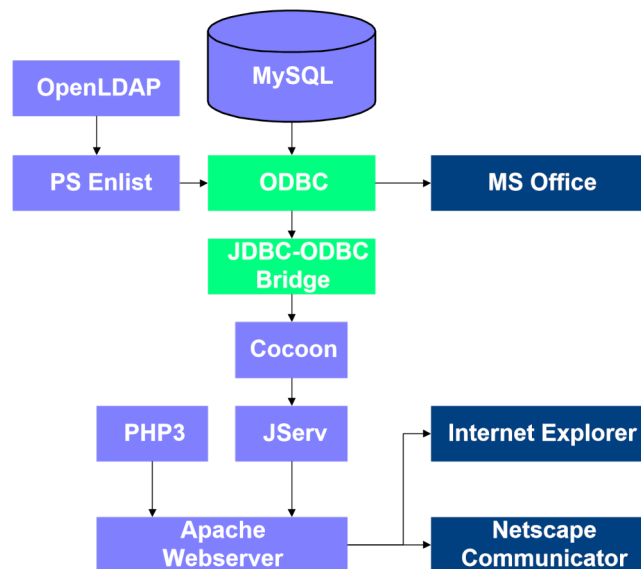 MySQL
OpenLDAP
PS Enlist
ODBC
MS Office
JDBC-ODBC
Bridge
Cocoon
PHP3
JServ
Internet Explorer
Apache
Webserver
Netscape
Communicator